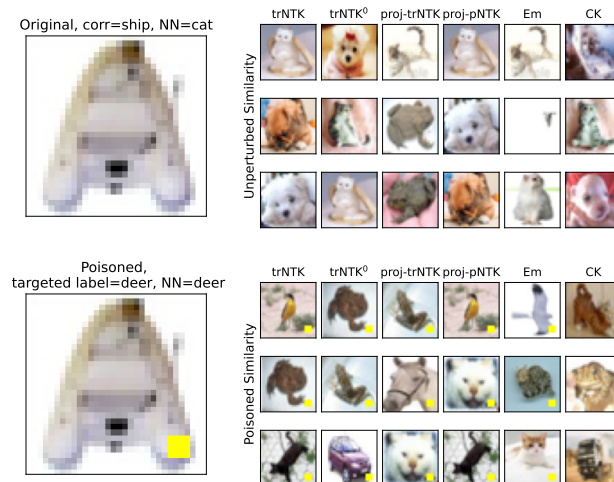 Original, corr=ship, NN=cat
trNTK trNTK⁰ proj-trNTK proj-pNTK Em CK
Unperturbed Similarity
Poisoned,
targeted label=deer, NN=deer
trNTK trNTK⁰ proj-trNTK proj-pNTK Em CK
Poisoned Similarity